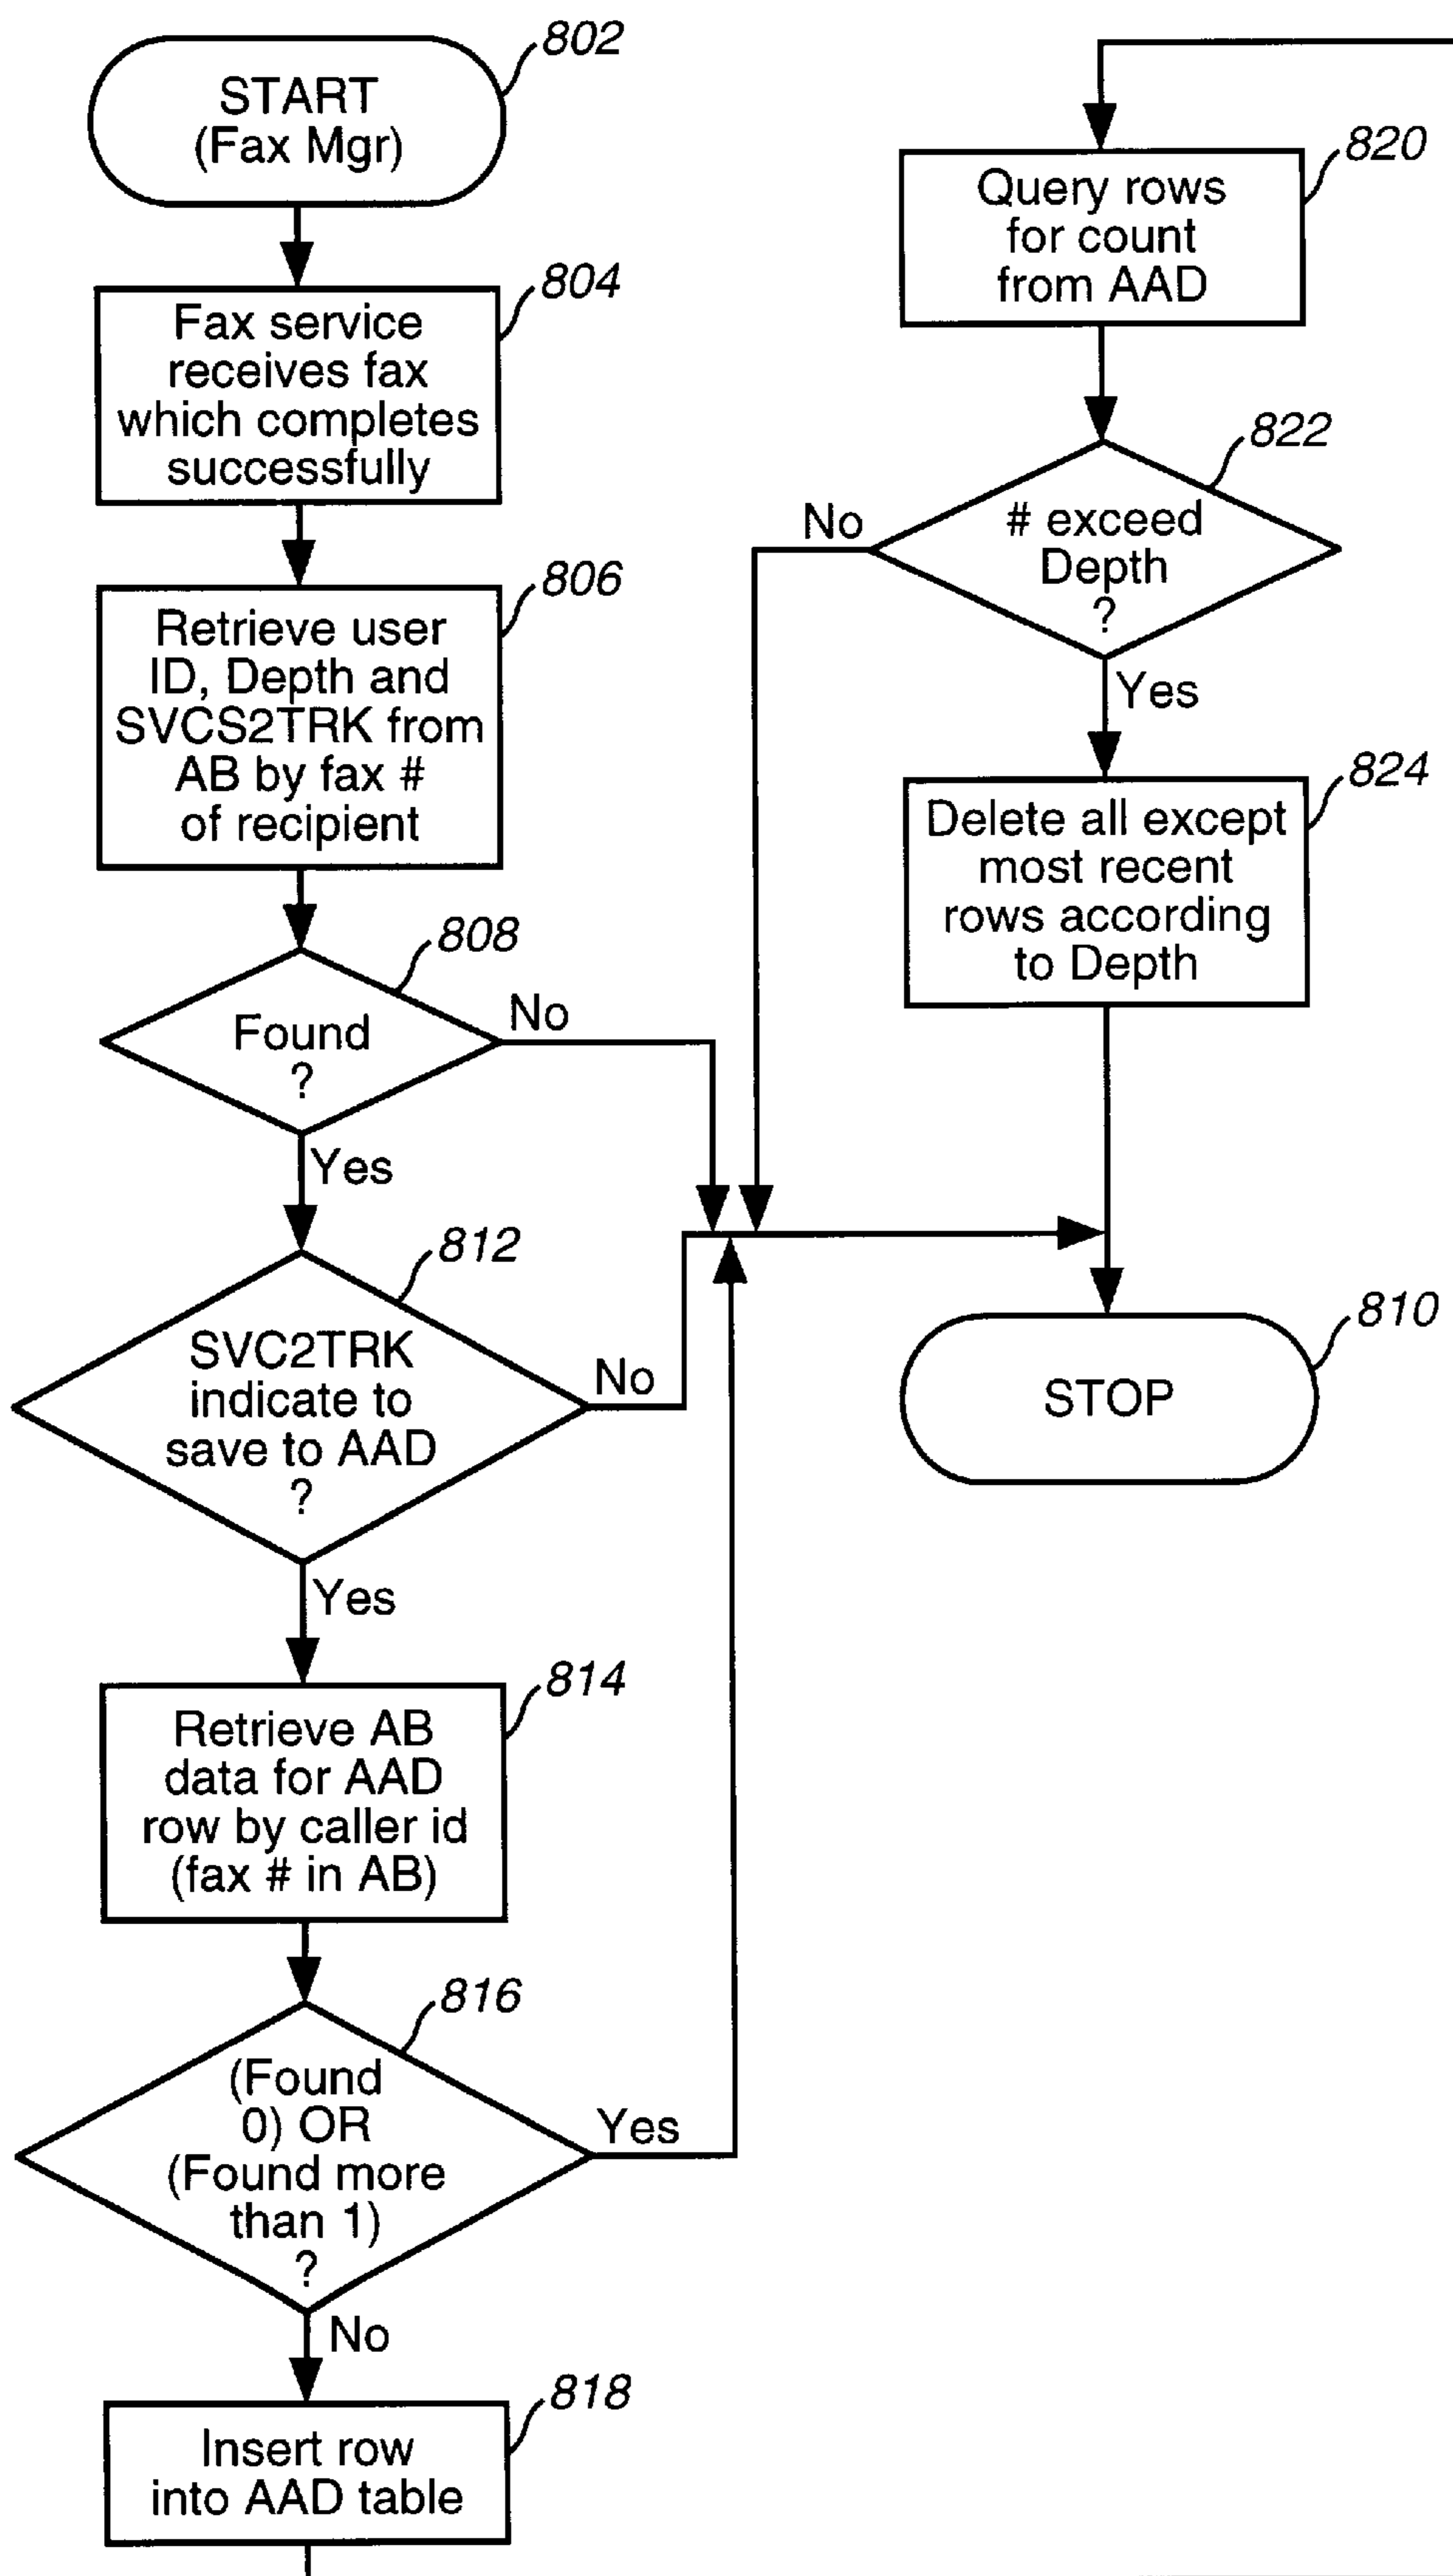 802
START
(Fax Mgr)
804
Fax service
receives fax
which completes
successfully
806
Retrieve user
ID, Depth and
SVCS2TRK from
AB by fax #
of recipient
808
Found
?
No
Yes
812
SVC2TRK
indicate to
save to AAD
?
No
Yes
814
Retrieve AB
data for AAD
row by caller id
(fax # in AB)
816
(Found
0) OR
(Found more
than 1)
?
Yes
No
818
Insert row
into AAD table
820
Query rows
for count
from AAD
822
# exceed
Depth
?
No
Yes
824
Delete all except
most recent
rows according
to Depth
810
STOP